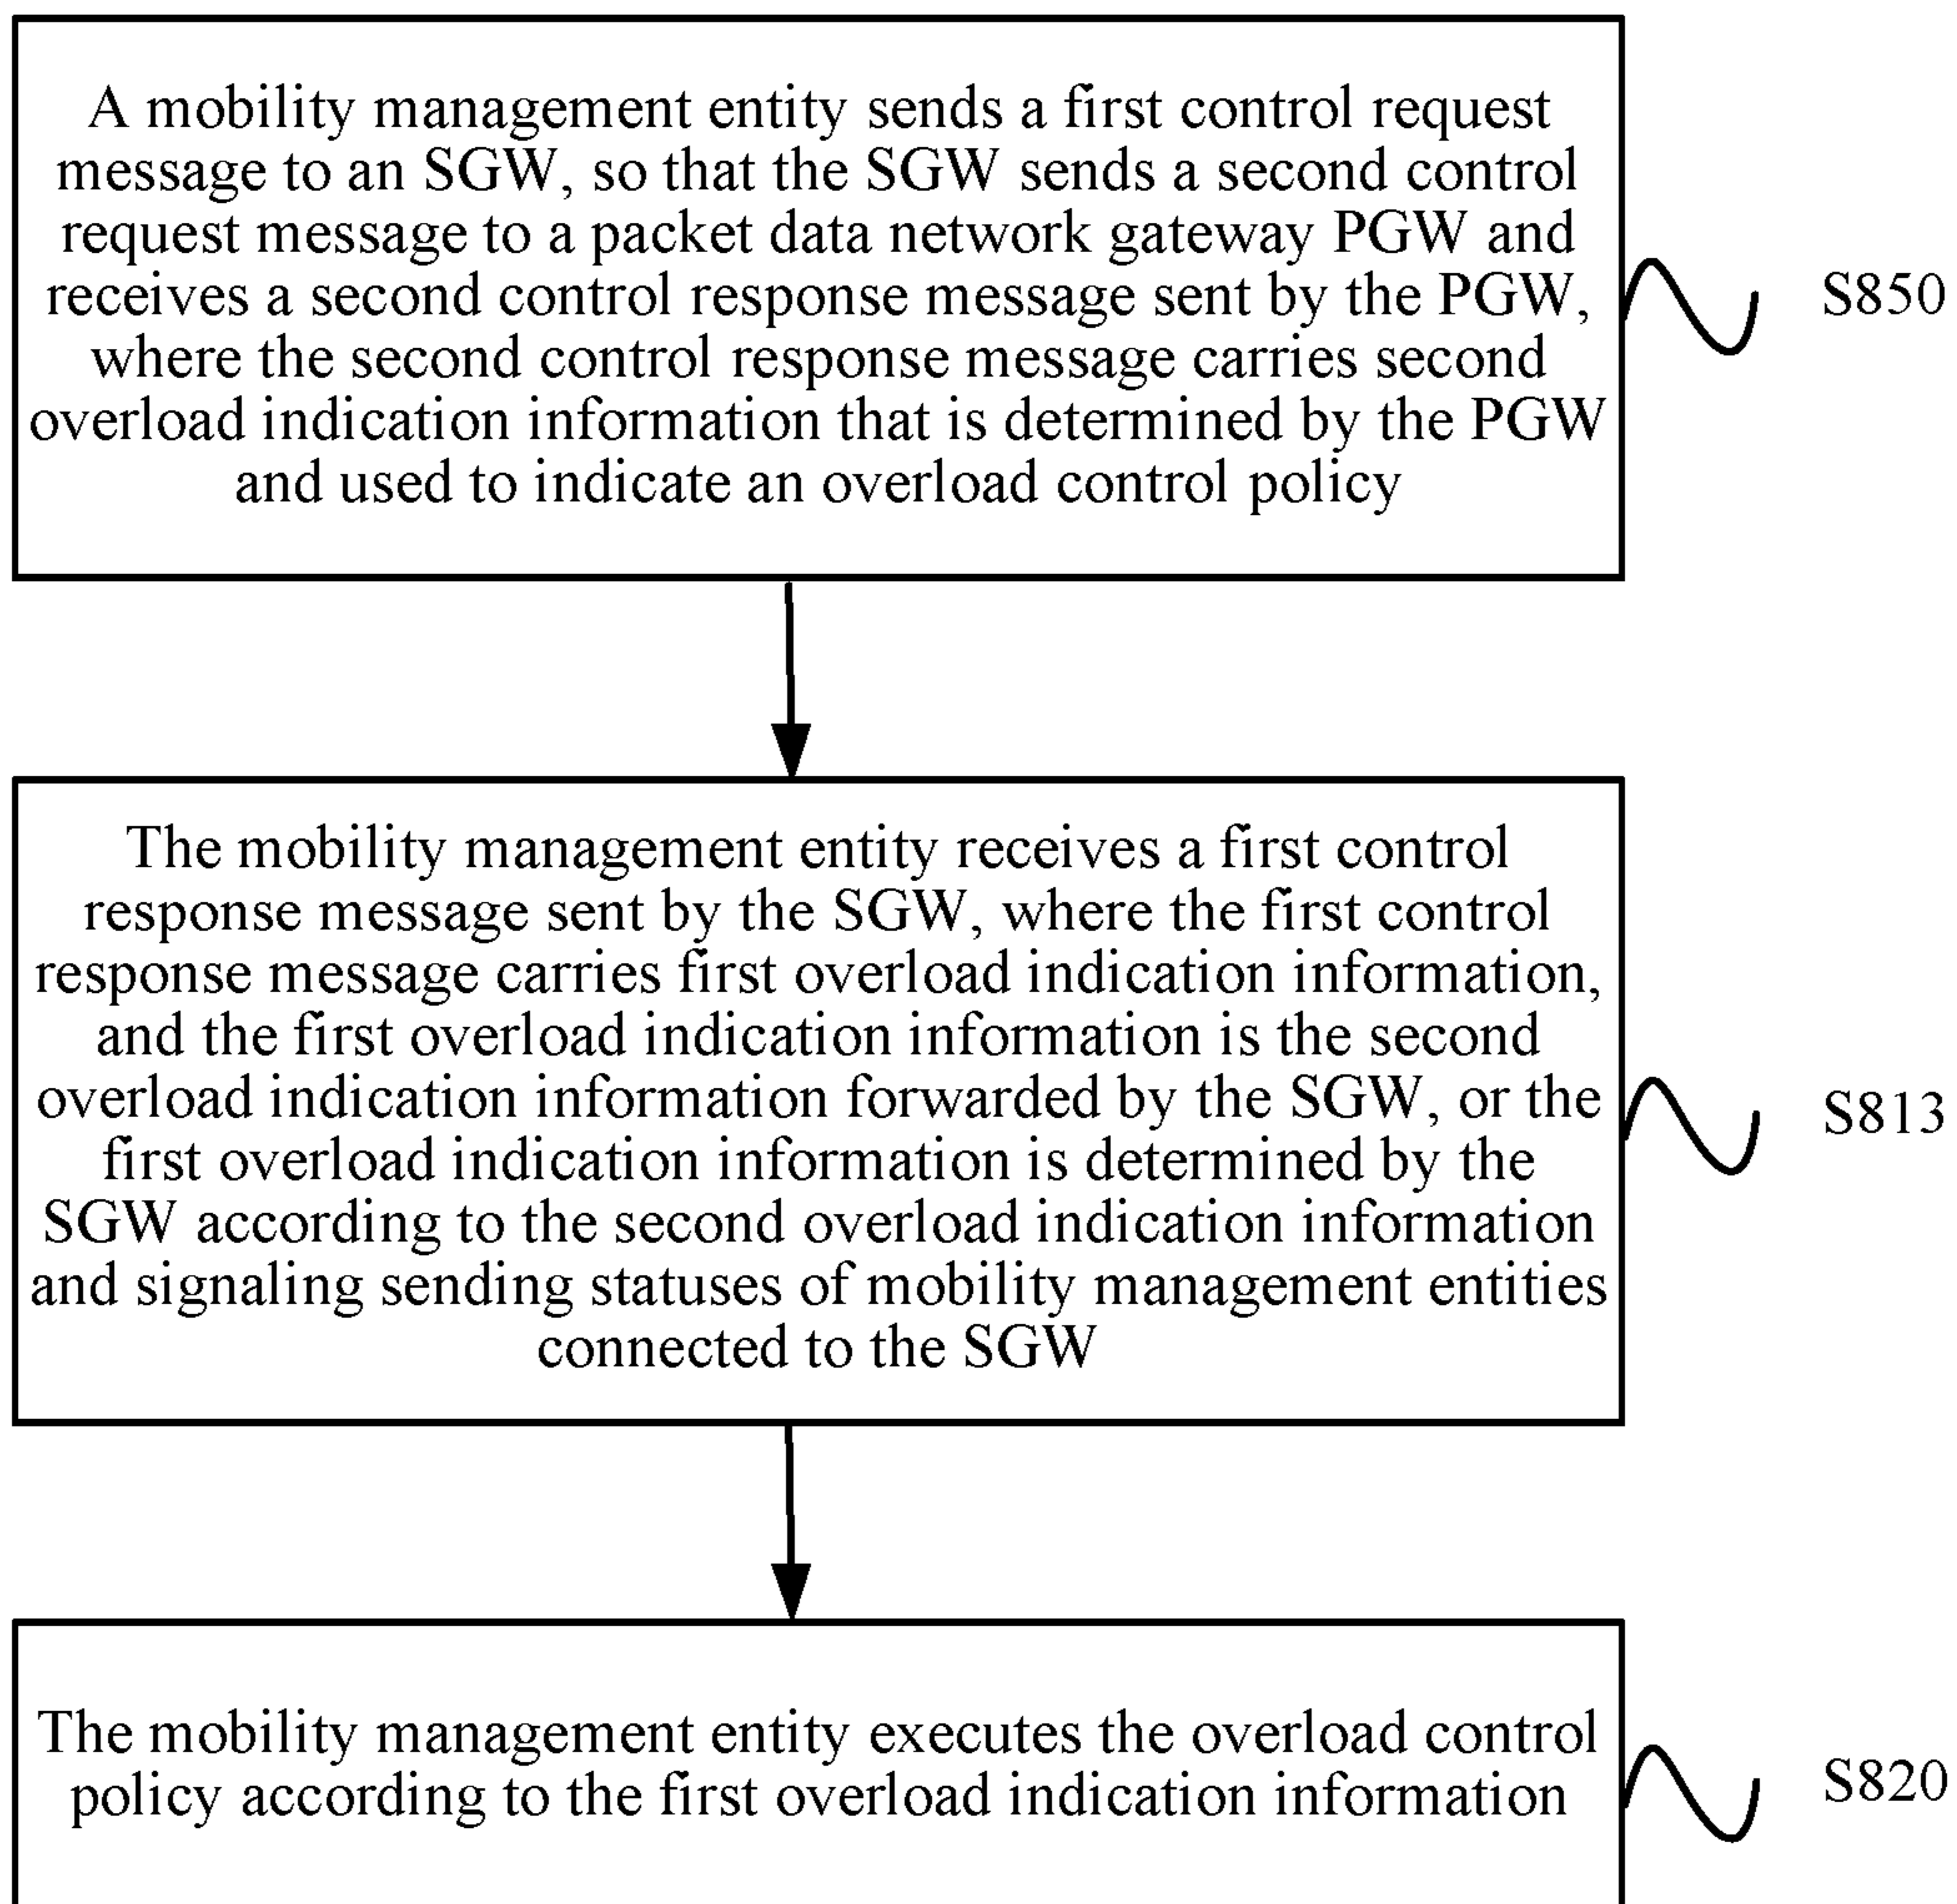 A mobility management entity sends a first control request
message to an SGW, so that the SGW sends a second control
request message to a packet data network gateway PGW and
receives a second control response message sent by the PGW,
where the second control response message carries second
overload indication information that is determined by the PGW
and used to indicate an overload control policy
S850
The mobility management entity receives a first control
response message sent by the SGW, where the first control
response message carries first overload indication information,
and the first overload indication information is the second
overload indication information forwarded by the SGW, or the
first overload indication information is determined by the
SGW according to the second overload indication information
and signaling sending statuses of mobility management entities
connected to the SGW
S813
The mobility management entity executes the overload control
policy according to the first overload indication information
S820